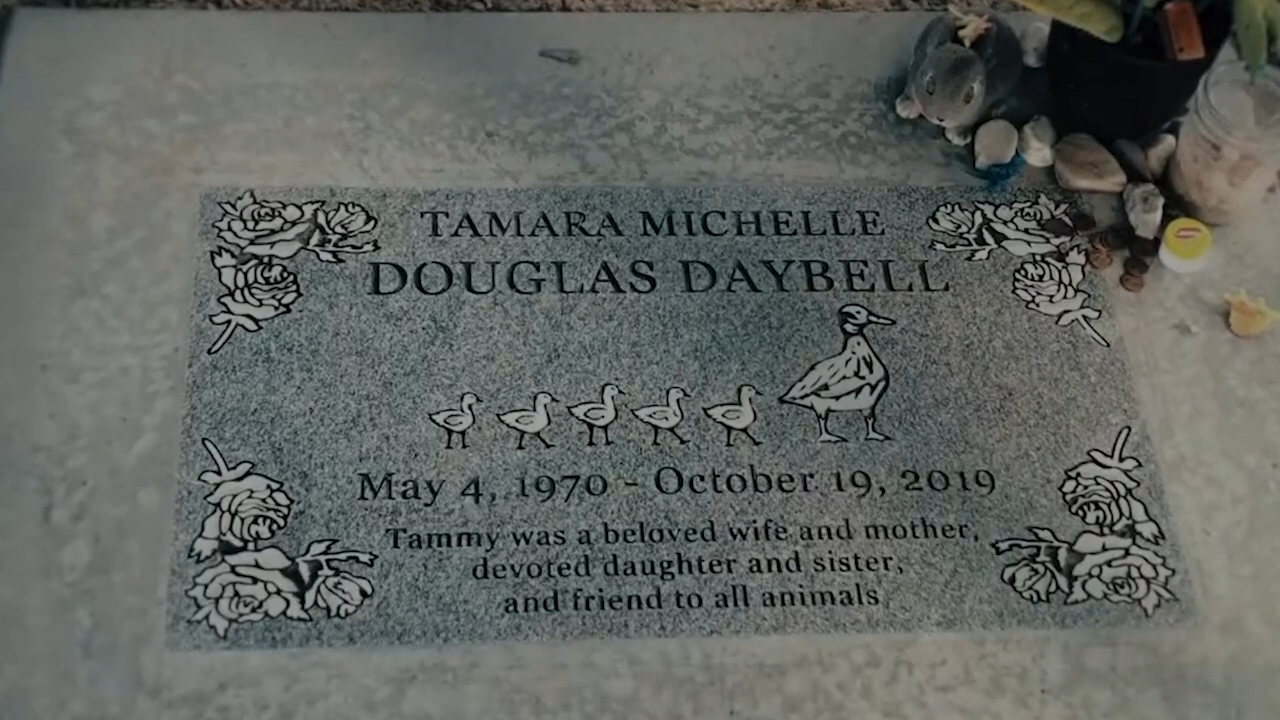 TAMARA MICHELLE
DOUGLAS DAYBELL
May 4, 1970 - October 19, 2019
Tammy was a beloved wife and mother,
devoted daughter and sister,
and friend to all animals